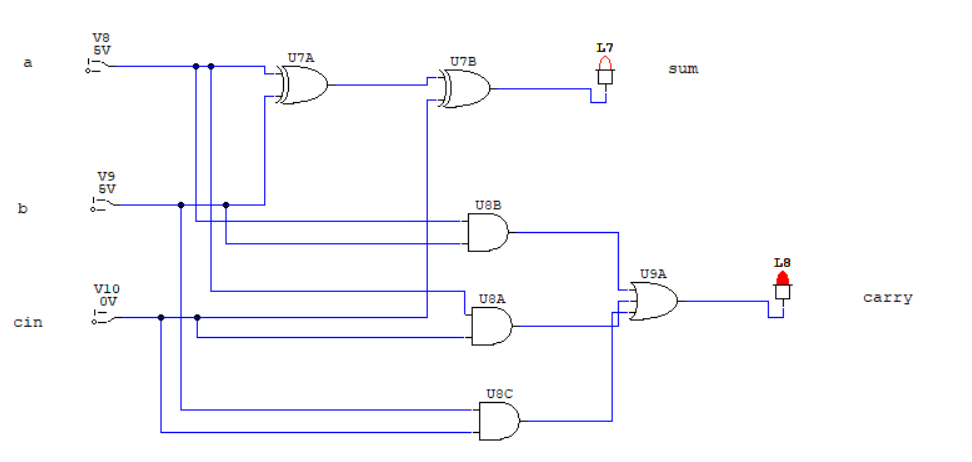 V8
5V
a
U7A
U7B
L7
sum
V9
5V
b
U8B
L8
U9A
V10
0V
U8A
carry
cin
U8C